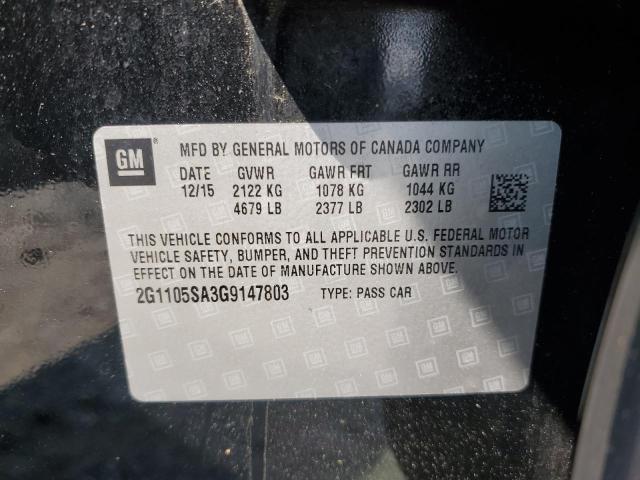 GM ®
MFD BY GENERAL MOTORS OF CANADA COMPANY
DATE GVWR GAWR FRT GAWR RR
12/15 2122 KG 1078 KG 1044 KG
4679 LB 2377 LB 2302 LB
THIS VEHICLE CONFORMS TO ALL APPLICABLE U.S. FEDERAL MOTOR
VEHICLE SAFETY, BUMPER, AND THEFT PREVENTION STANDARDS IN
EFFECT ON THE DATE OF MANUFACTURE SHOWN ABOVE.
2G1105SA3G9147803 TYPE: PASS CAR